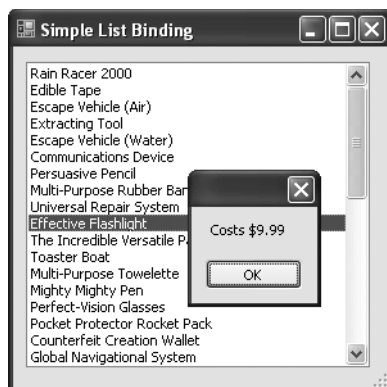 Simple List Binding
Rain Racer 2000
Edible Tape
Escape Vehicle (Air)
Extracting Tool
Escape Vehicle (Water)
Communications Device
Persuasive Pencil
Multi-Purpose Rubber
Universal Repair System
Effective Flashlight
Costs $9.99
The Incredible Versatile
Toaster Boat
OK
Multi-Purpose Towelette
Mighty Mighty Pen
Perfect-Vision Glasses
Pocket Protector Rocket Pack
Counterfeit Creation Wallet
Global Navigational System